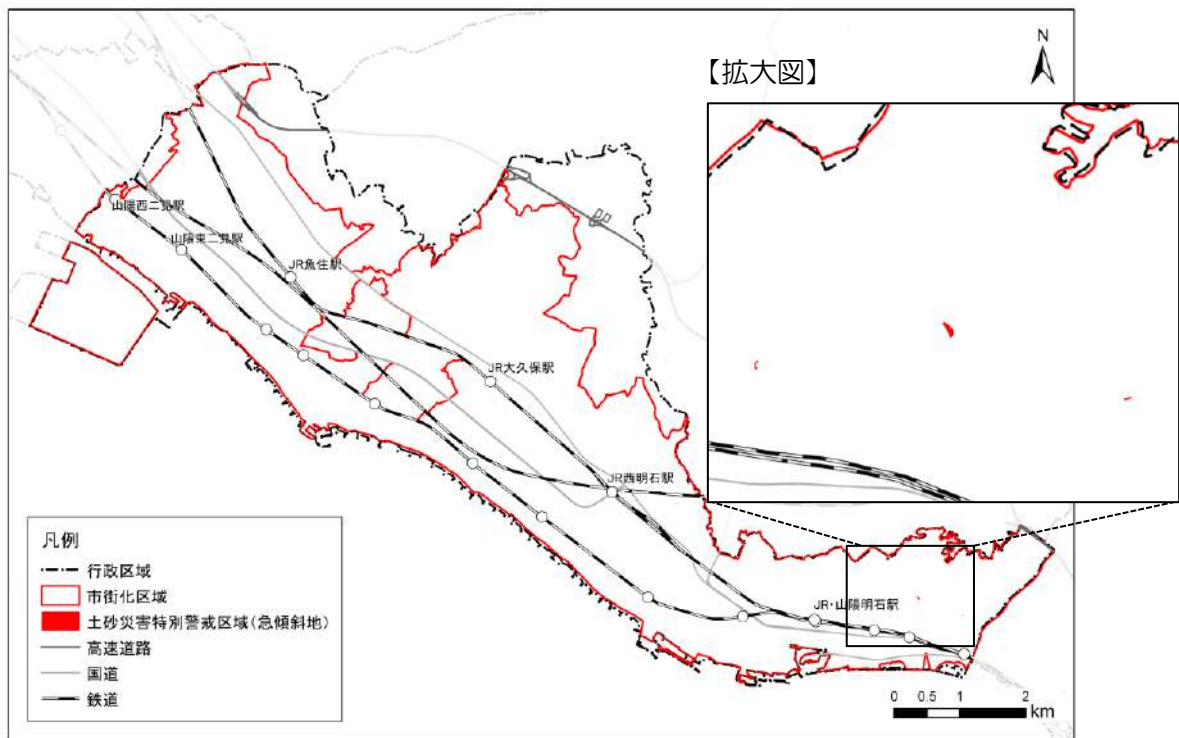 N
【拡大図】
山陽西二見駅
山陽東二見駅
JR魚住駅
JR大久保駅
JR西明石駅
JR・山陽明石駅
凡例
行政区域
市街化区域
土砂災害特別警戒区域(急傾斜地)
高速道路
国道
鉄道
0 0.5 1 2
km